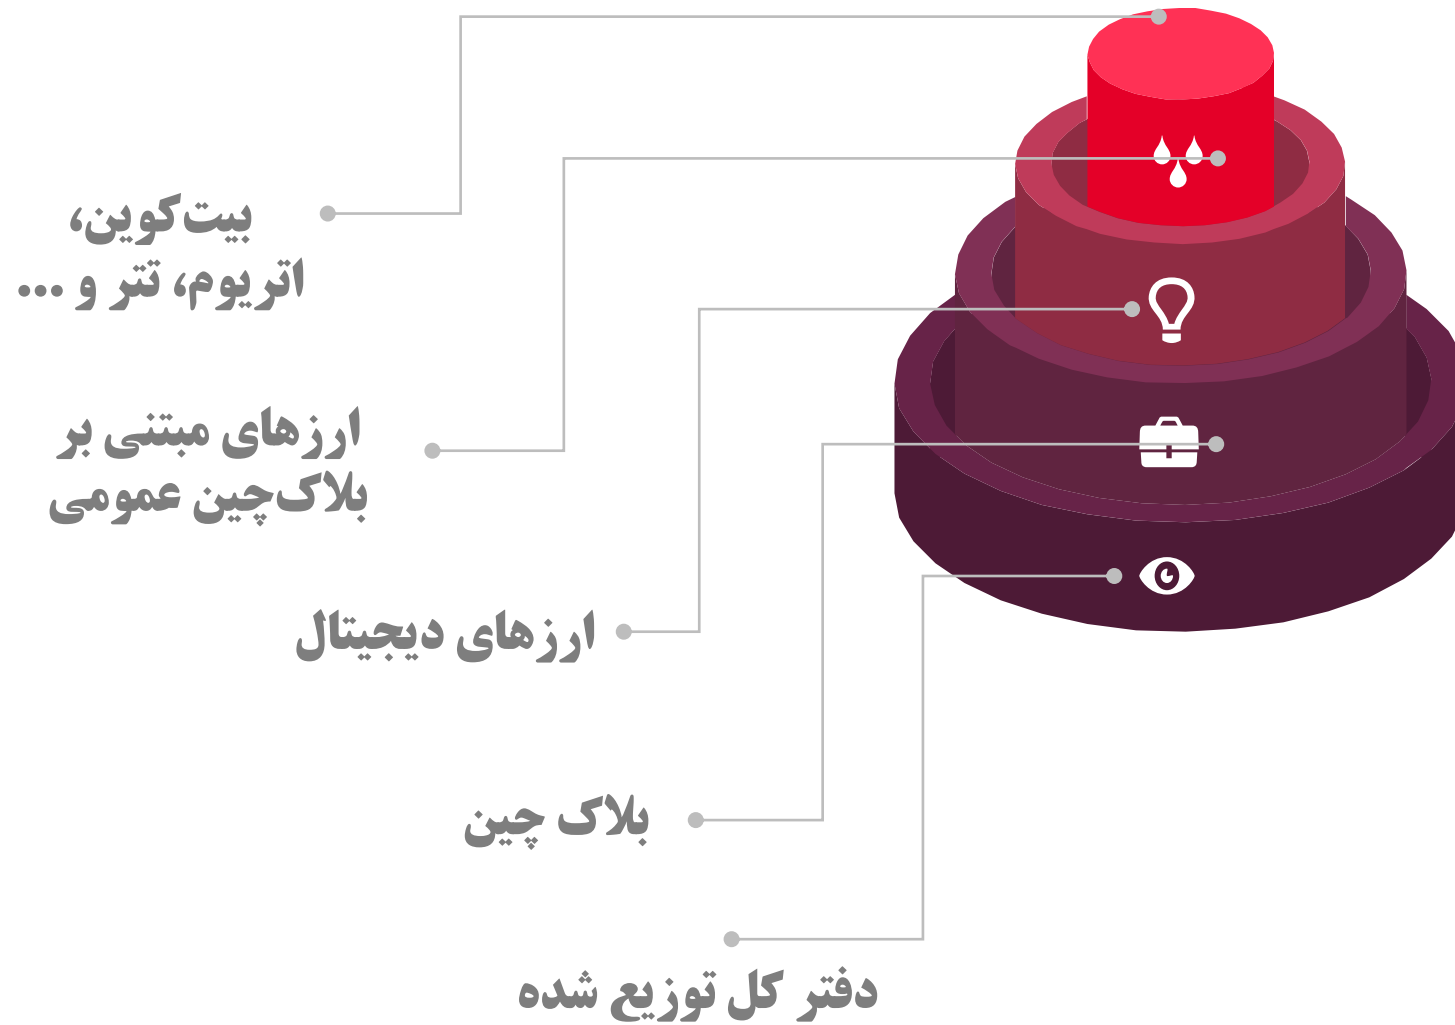 بیت‌کوین،
اتریوم، تتر و ...
ارزهای مبتنی بر
بلاک‌چین عمومی
ارزهای دیجیتال
بلاک چین
دفتر کل توزیع شده